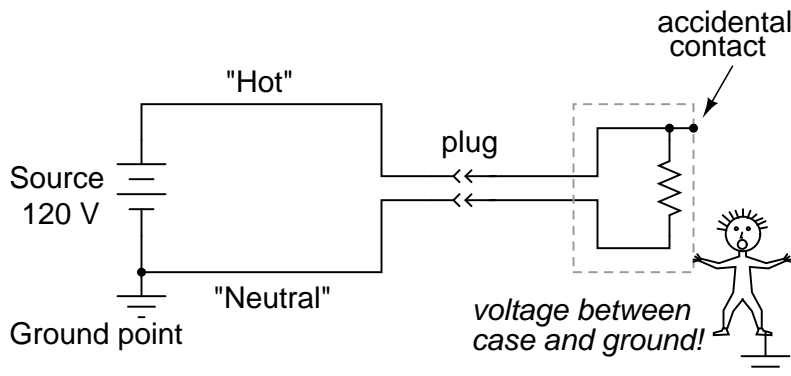 accidental
contact
"Hot"
plug
Source
120 V
"Neutral"
Ground point
voltage between
case and ground!